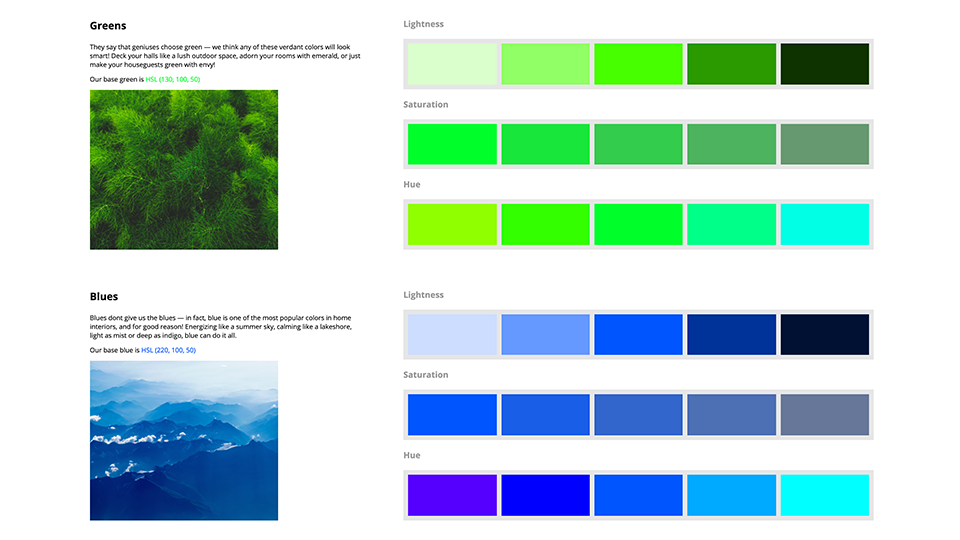 Greens
They say that geniuses choose green — we think any of these verdant colors will look
smart! Deck your halls like a lush outdoor space, adorn your rooms with emerald, or just
make your houseguests green with envy!
Our base green is HSL (130, 100, 50)
Lightness
Saturation
Hue
Blues
Blues dont give us the blues — in fact, blue is one of the most popular colors in home
interiors, and for good reason! Energizing like a summer sky, calming like a lakeshore,
light as mist or deep as indigo, blue can do it all.
Our base blue is HSL (220, 100, 50)
Lightness
Saturation
Hue